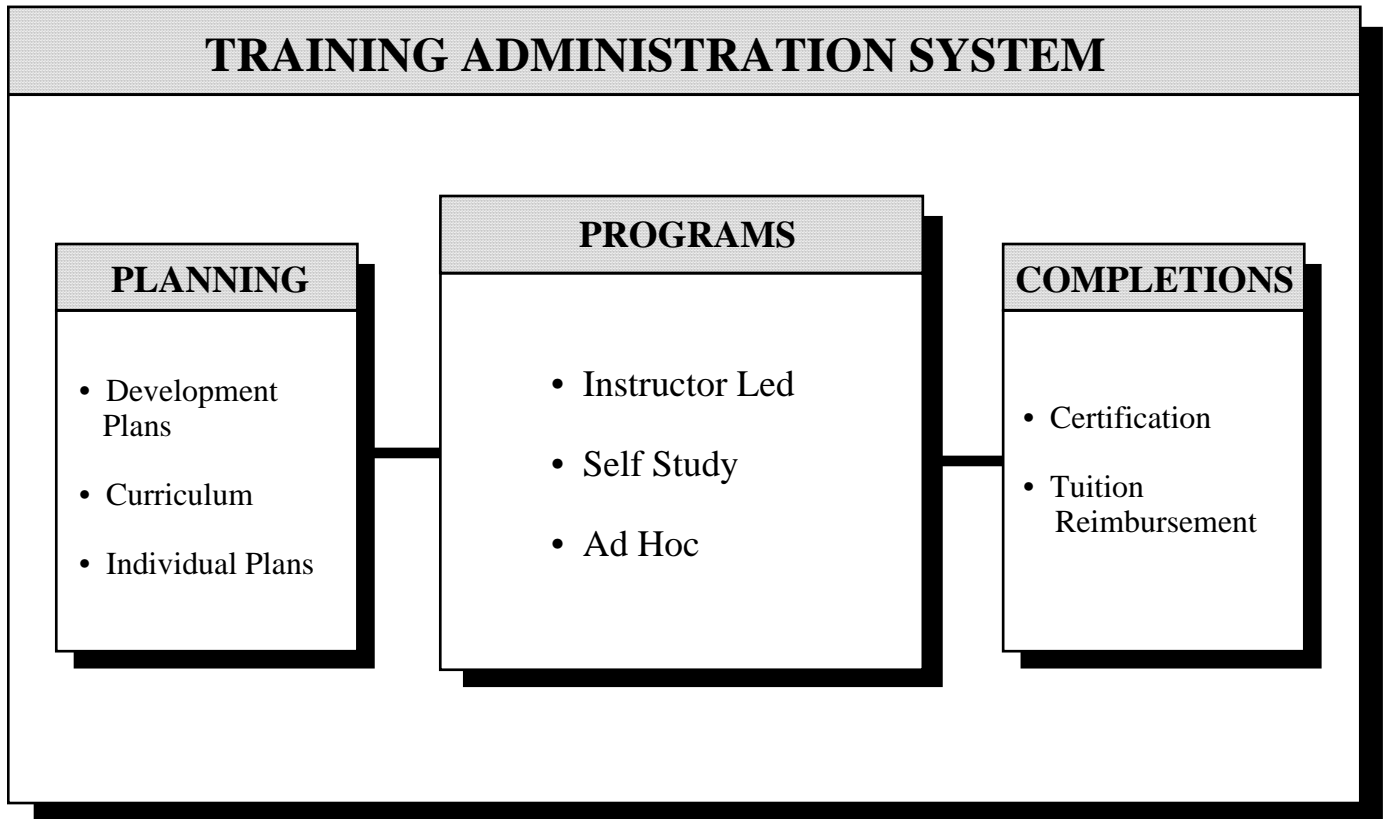 TRAINING ADMINISTRATION SYSTEM
PLANNING
• Development
Plans
• Curriculum
• Individual Plans
PROGRAMS
• Instructor Led
• Self Study
• Ad Hoc
COMPLETIONS
• Certification
• Tuition
Reimbursement